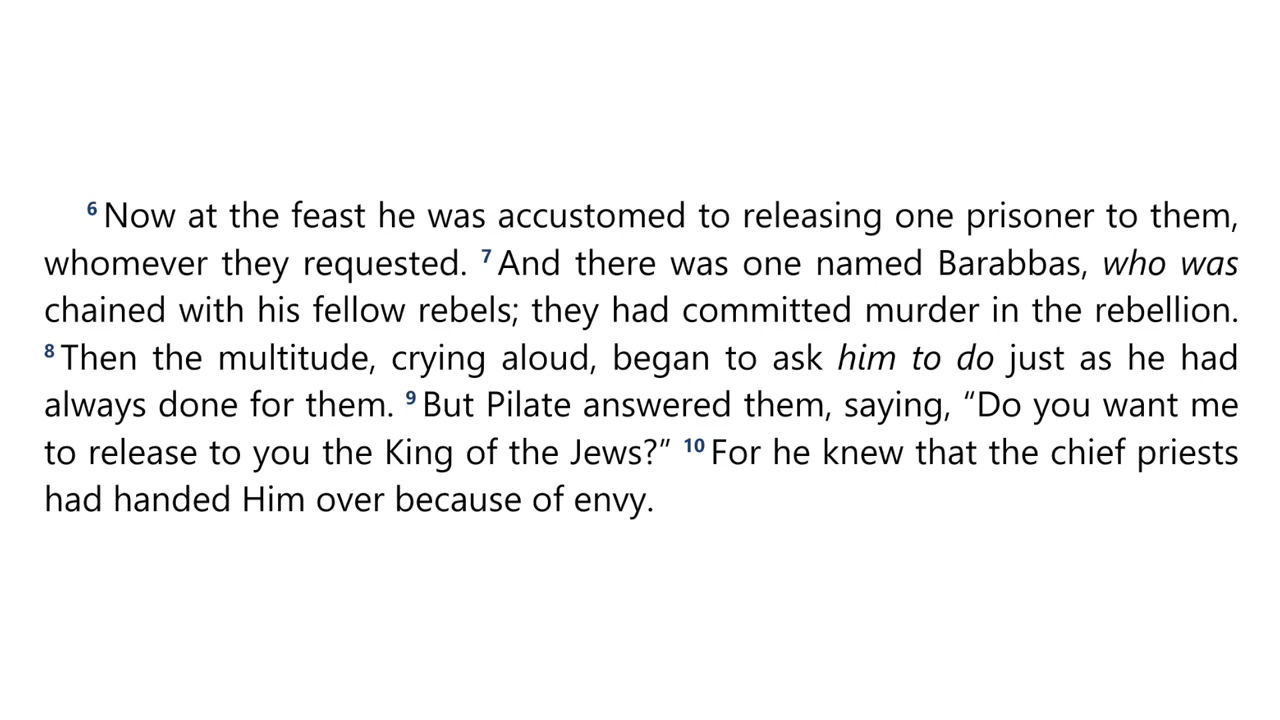 6 Now at the feast he was accustomed to releasing one prisoner to them,
whomever they requested. 7 And there was one named Barabbas, who was
chained with his fellow rebels; they had committed murder in the rebellion.
8 Then the multitude, crying aloud, began to ask him to do just as he had
always done for them. 9 But Pilate answered them, saying, “Do you want me
to release to you the King of the Jews?” 10 For he knew that the chief priests
had handed Him over because of envy.